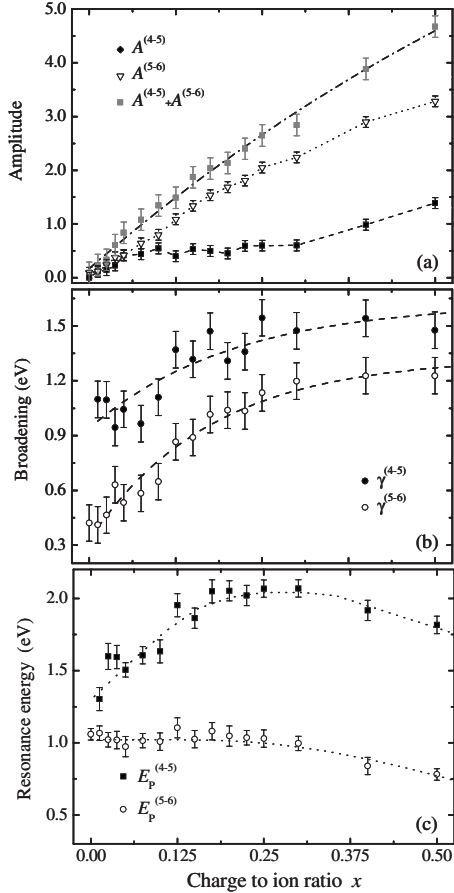 5.0
4.0
3.0
2.0
1.0
0.0
Amplitude
A(4-5)
A(5-6)
A(4-5)+A(5-6)
(a)
1.5
1.2
0.9
0.6
0.3
Broadening (eV)
γ(4-5)
γ(5-6)
(b)
2.0
1.5
1.0
0.5
Resonance energy (eV)
EP(4-5)
EP(5-6)
(c)
0.00 0.125 0.25 0.375 0.50
Charge to ion ratio x